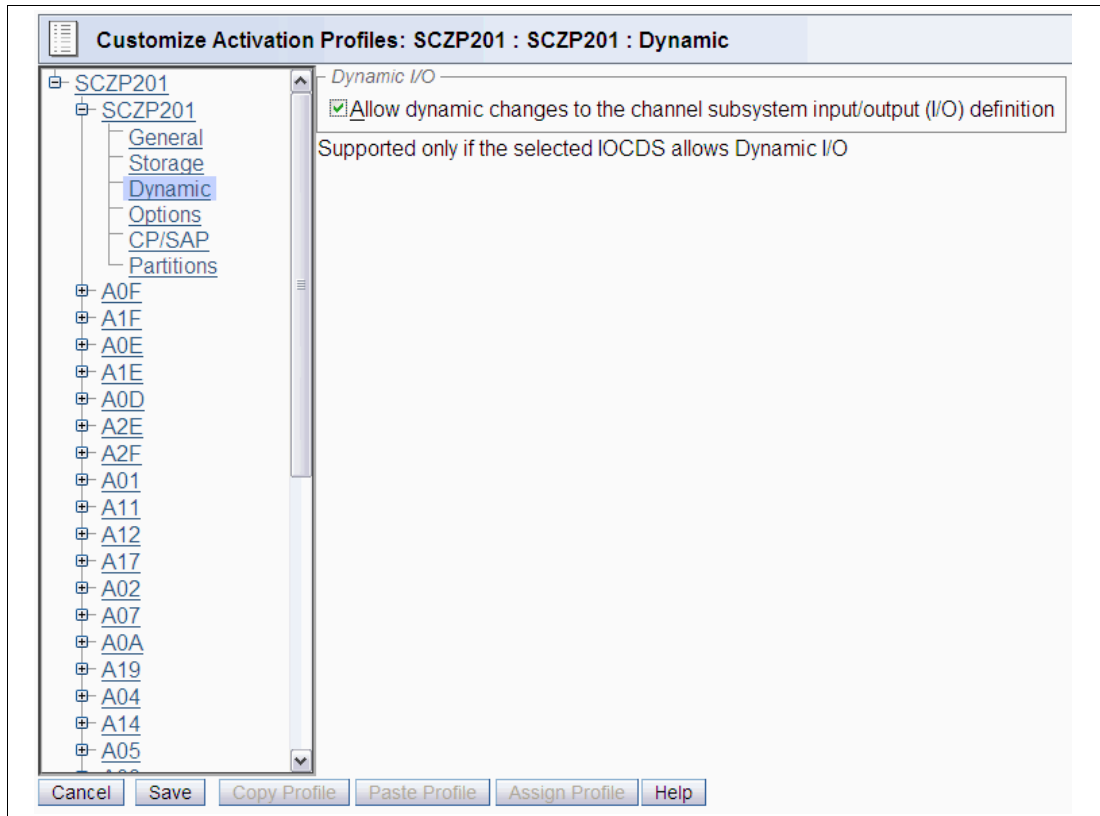 Customize Activation Profiles: SCZP201 : SCZP201 : Dynamic
SCZP201
SCZP201
General
Storage
Dynamic
Options
CP/SAP
Partitions
A0F
A1F
A0E
A1E
A0D
A2E
A2F
A01
A11
A12
A17
A02
A07
A0A
A19
A04
A14
A05
Dynamic I/O
Allow dynamic changes to the channel subsystem input/output (I/O) definition
Supported only if the selected IOCDS allows Dynamic I/O
Cancel Save Copy Profile Paste Profile Assign Profile Help